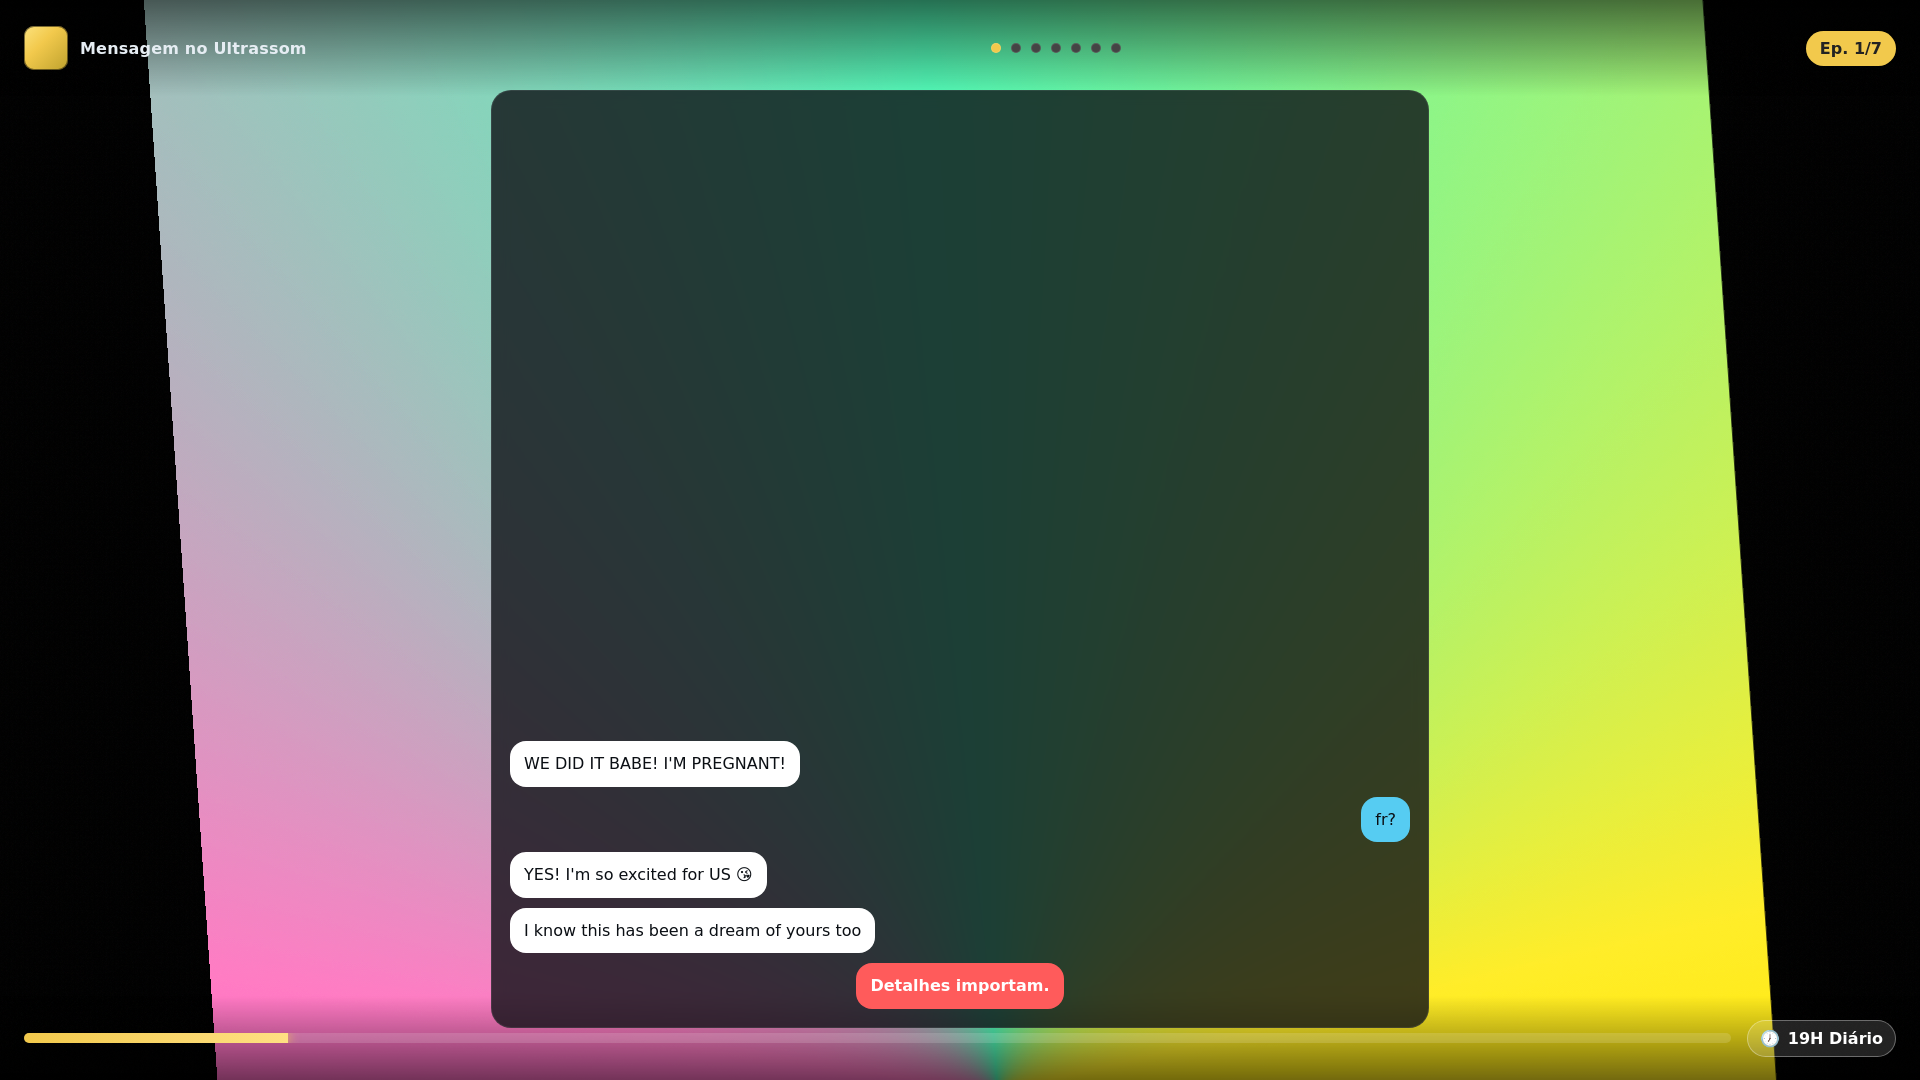 Mensagem no Ultrassom
Ep. 1/7
WE DID IT BABE! I'M PREGNANT!
fr?
YES! I'm so excited for US 😘
I know this has been a dream of yours too
Detalhes importam.
🕖 19H Diário